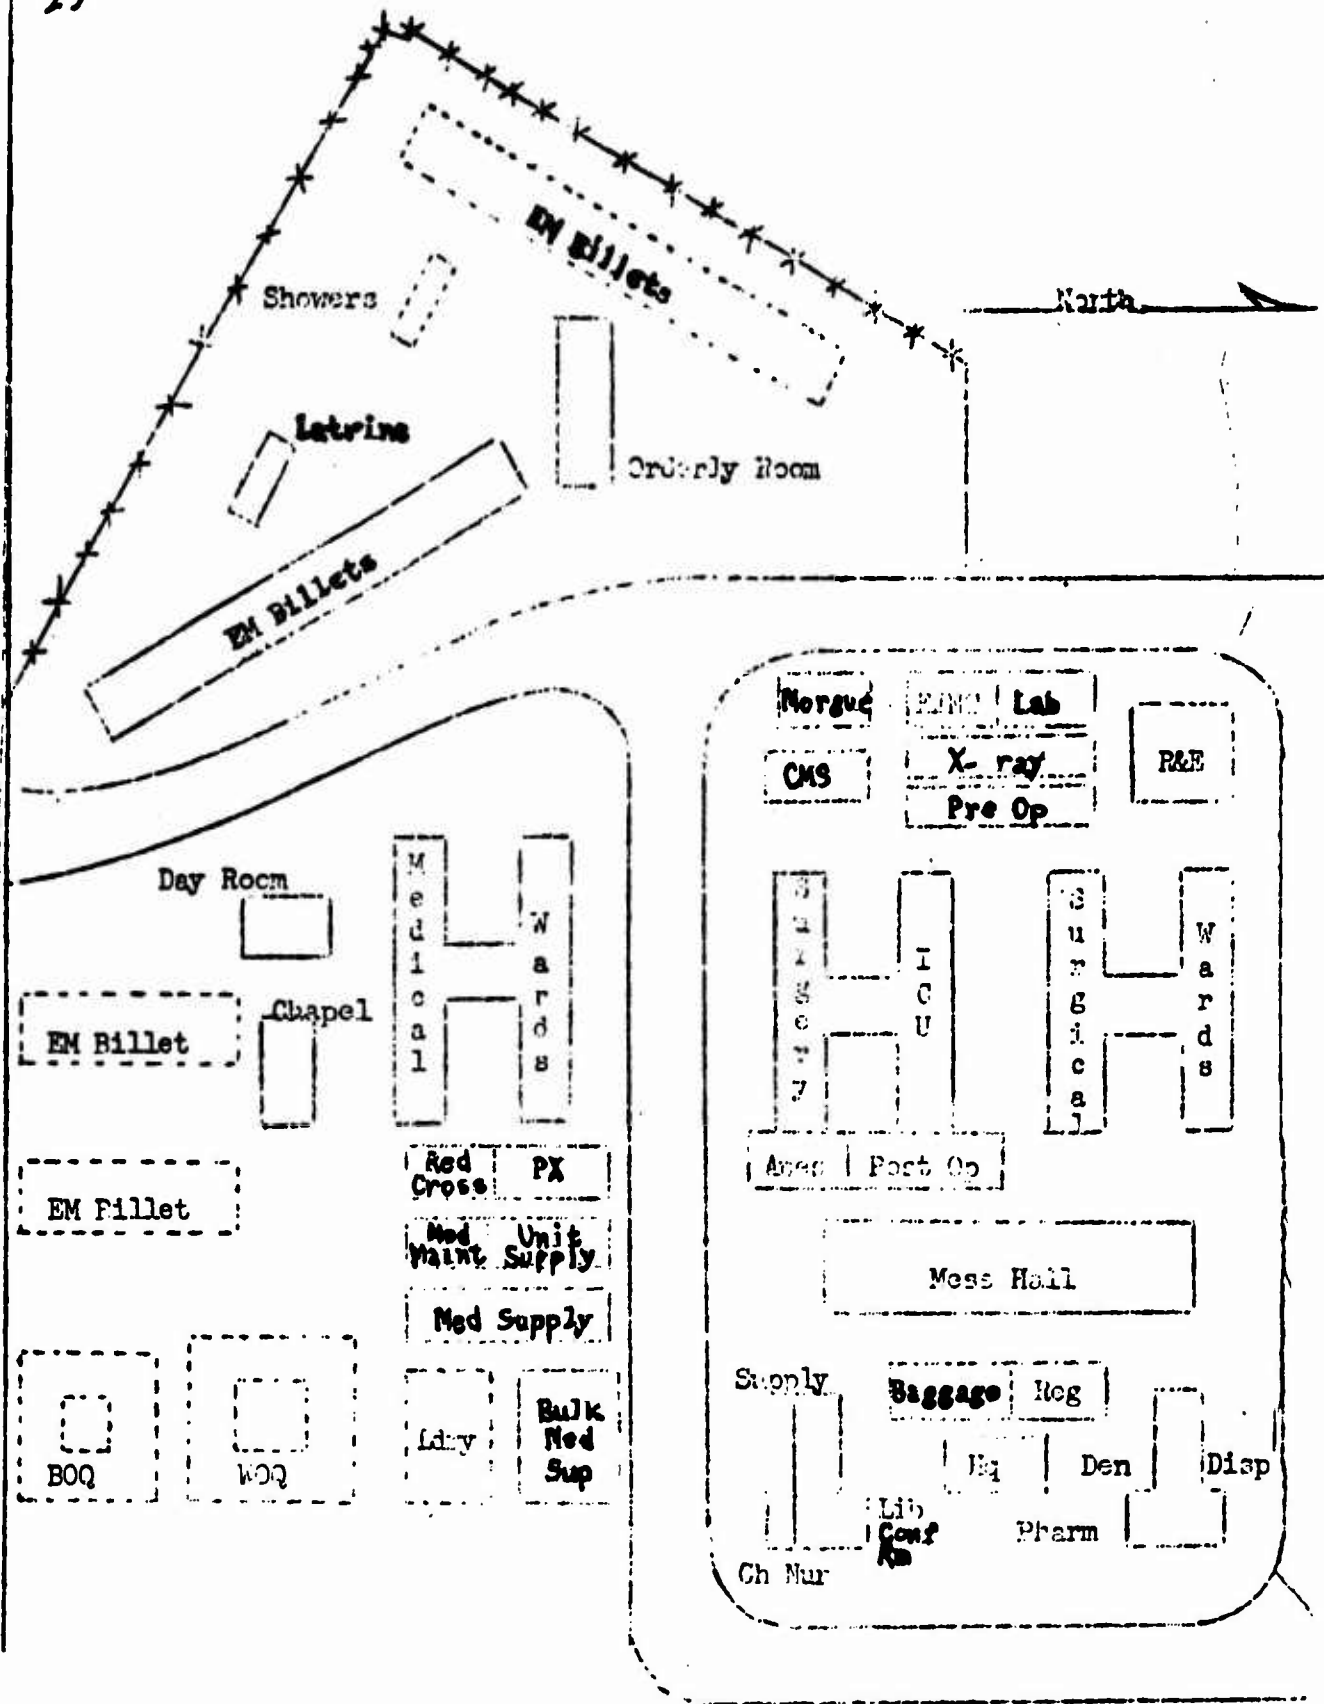 EM Billets
North
Showers
Latrine
Orderly Room
EM Billets
Morgue
Lab
X-ray
CMS
R&E
Pre Op
Day Room
Medical
Wards
Surgery
ICU
Surgical
Wards
Chapel
EM Billet
Red
Cross
PX
Anes
Post Op
EM Billet
Med
Maint
Unit
Supply
Mess Hall
Med Supply
Supply
Baggage
Reg
Ldry
Bulk
Med
Sup
BOQ
WOQ
Hq
Den
Disp
Lib
Conf
Rm
Pharm
Ch Nur